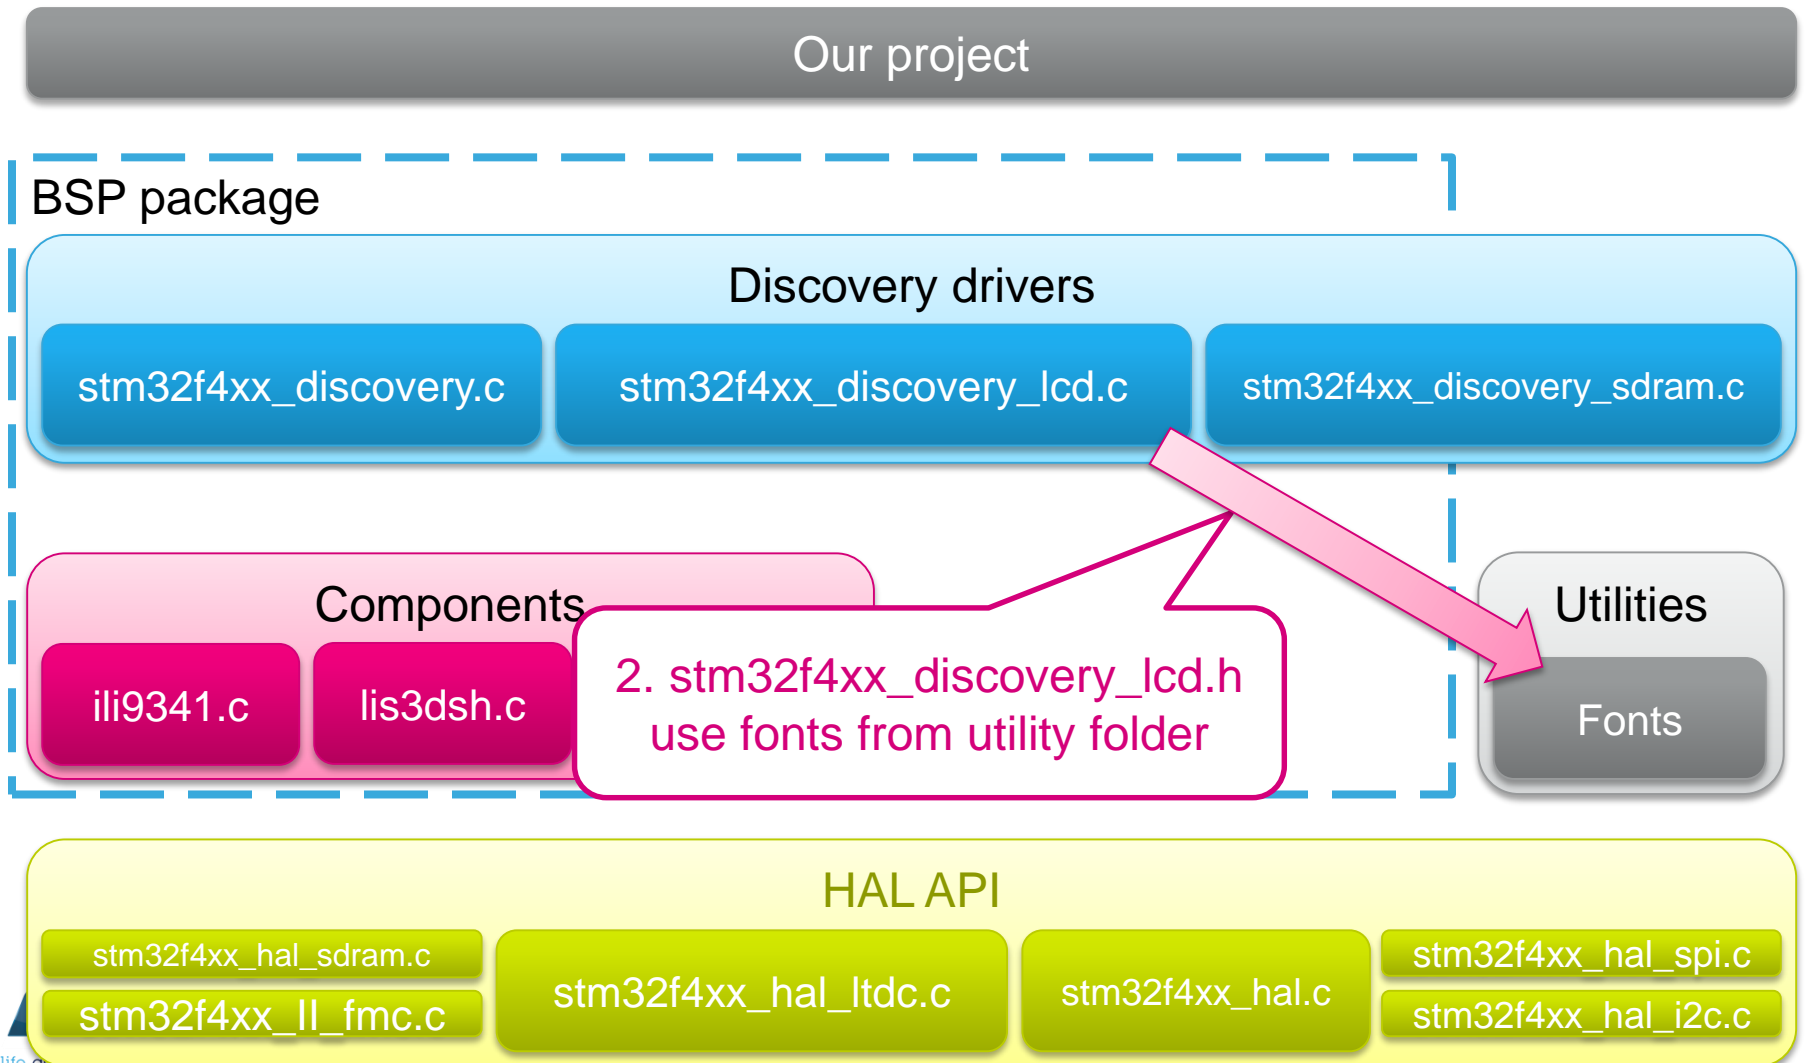 Our project
BSP package
Discovery drivers
stm32f4xx_discovery.c
stm32f4xx_discovery_lcd.c
stm32f4xx_discovery_sdram.c
Components
Utilities
ili9341.c
lis3dsh.c
2. stm32f4xx_discovery_lcd.h
use fonts from utility folder
Fonts
HAL API
stm32f4xx_hal_sdram.c
stm32f4xx_ll_fmc.c
stm32f4xx_hal_ltdc.c
stm32f4xx_hal.c
stm32f4xx_hal_spi.c
stm32f4xx_hal_i2c.c